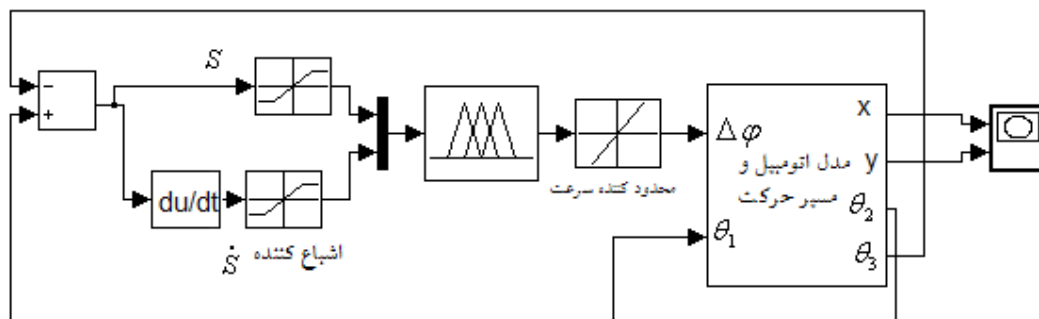 S
−
+
x
Δφ
y
مدل اتومبیل و
مسیر حرکت
محدود کننده سرعت
du/dt
θ₂
θ₁
اشباع کننده
Ṡ
θ₃